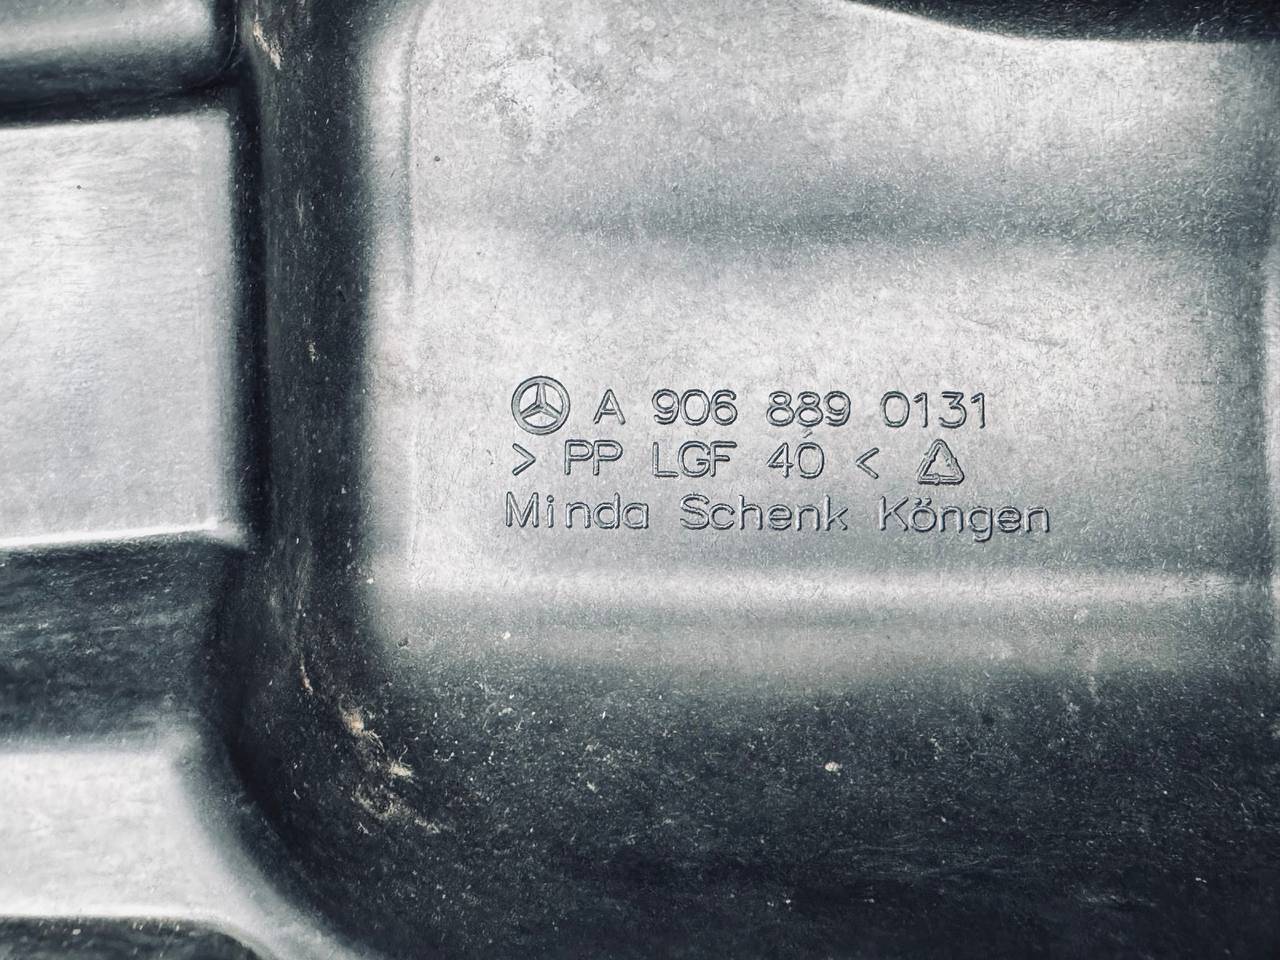 A 906 889 0131
> PP LGF 40 <
Minda Schenk Köngen